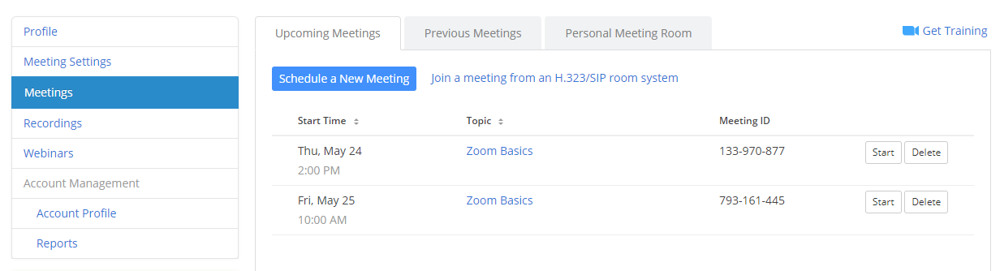 Profile
Meeting Settings
Meetings
Recordings
Webinars
Account Management
Account Profile
Reports
Upcoming Meetings Previous Meetings Personal Meeting Room Get Training
Schedule a New Meeting Join a meeting from an H.323/SIP room system
Start Time Topic Meeting ID
Thu, May 24 Zoom Basics 133-970-877 Start Delete
2:00 PM
Fri, May 25 Zoom Basics 793-161-445 Start Delete
10:00 AM